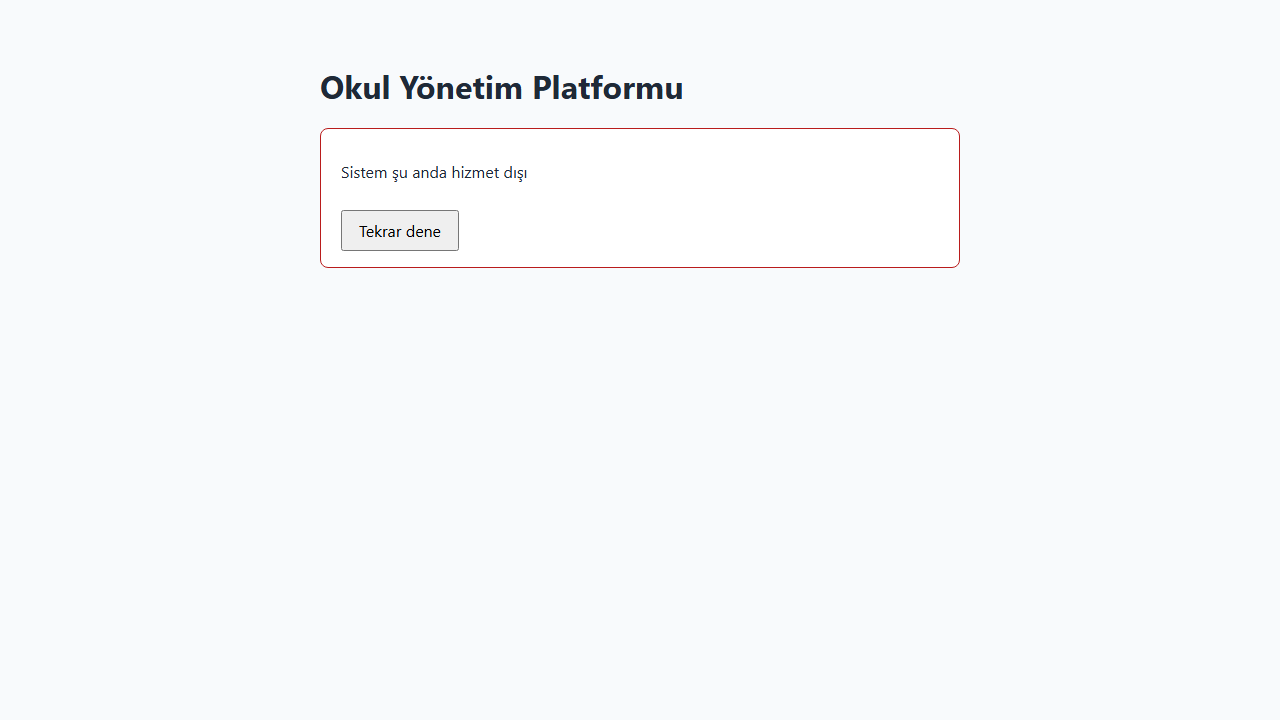 Okul Yönetim Platformu
Sistem şu anda hizmet dışı
Tekrar dene